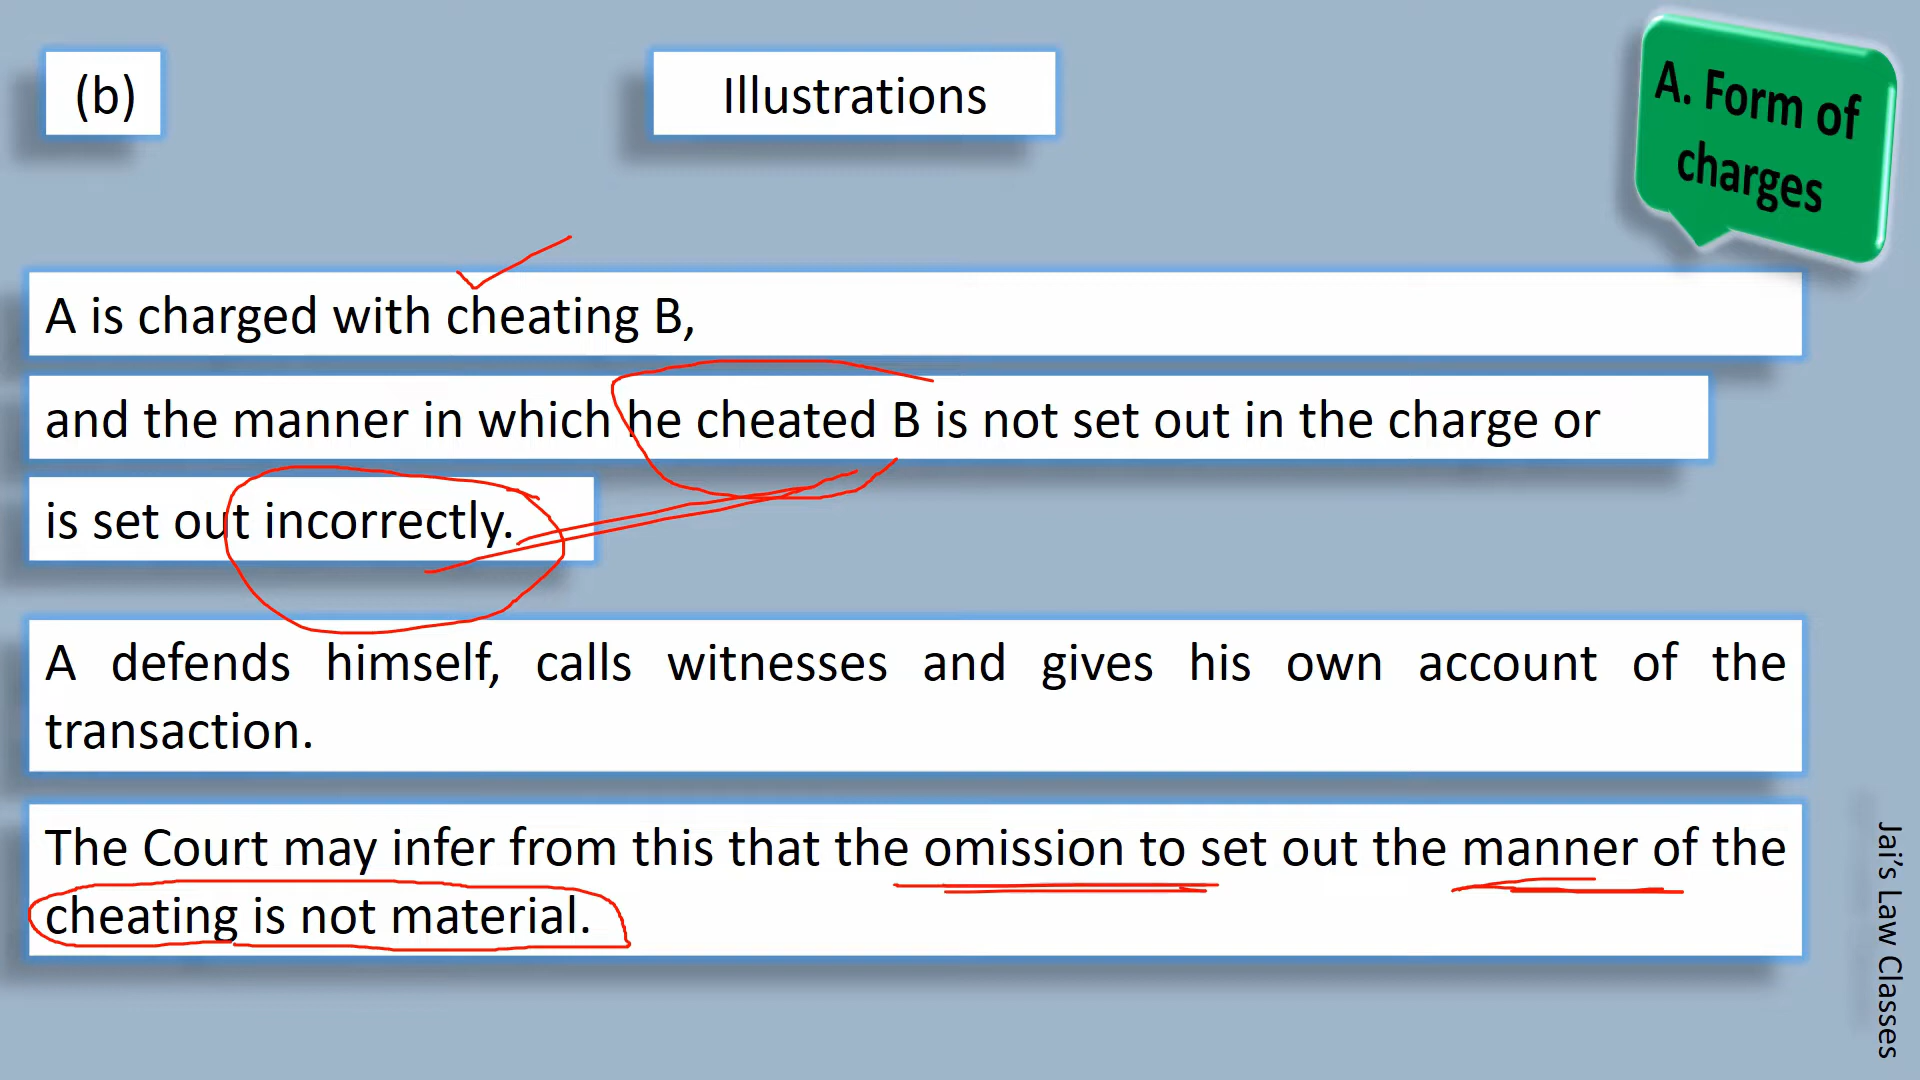 (b)
Illustrations
A. Form of
charges
A is charged with cheating B,
and the manner in which he cheated B is not set out in the charge or
is set out incorrectly.
A defends himself, calls witnesses and gives his own account of the
transaction.
The Court may infer from this that the omission to set out the manner of the
cheating is not material.
Jai's Law Classes